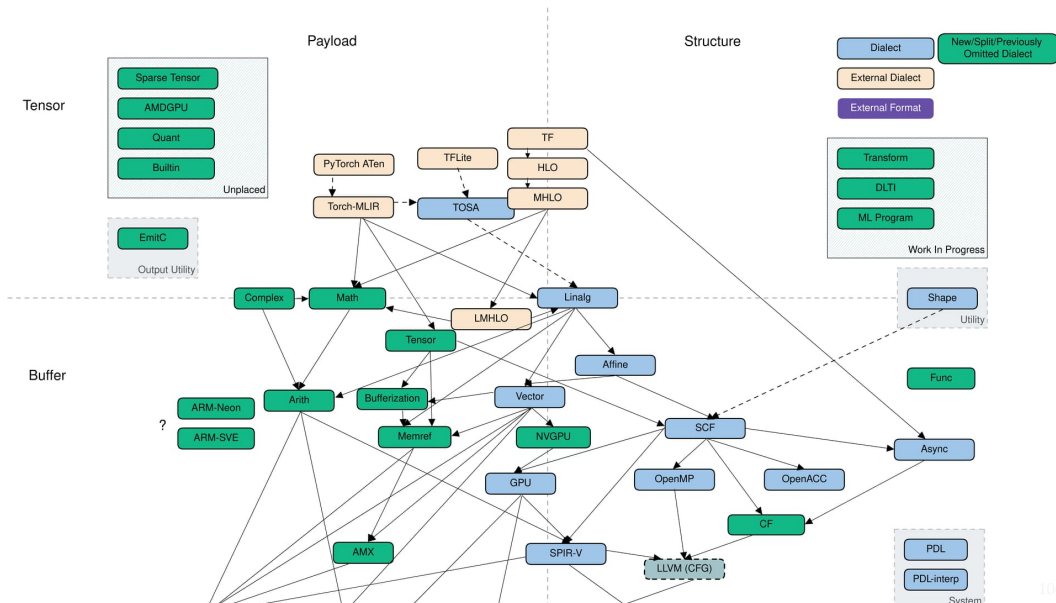 Payload
Structure
Dialect
New/Split/Previously
Omitted Dialect
External Dialect
External Format
Tensor
Sparse Tensor
AMDGPU
Quant
Builtin
Unplaced
TF
HLO
MHLO
TFLite
PyTorch ATen
Torch-MLIR
TOSA
Transform
DLTI
ML Program
Work In Progress
EmitC
Output Utility
Complex
Math
Linalg
LMHLO
Shape
Utility
Tensor
Buffer
Affine
Func
Arith
Bufferization
Vector
ARM-Neon
?
ARM-SVE
Memref
NVGPU
SCF
Async
GPU
OpenMP
OpenACC
CF
AMX
SPIR-V
LLVM (CFG)
PDL
PDL-interp
System
10